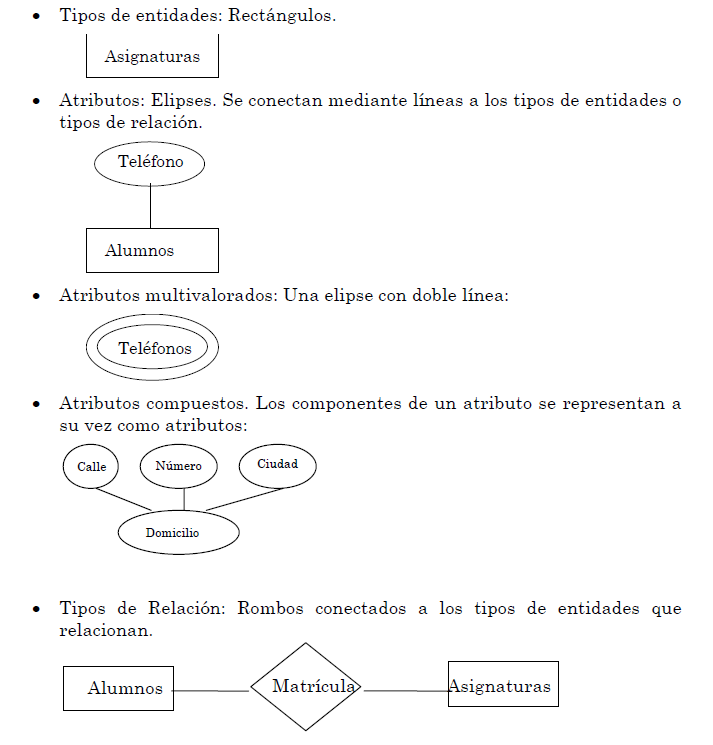 • Tipos de entidades: Rectángulos.
Asignaturas
• Atributos: Elipses. Se conectan mediante líneas a los tipos de entidades o
tipos de relación.
Teléfono
Alumnos
• Atributos multivalorados: Una elipse con doble línea:
Teléfonos
• Atributos compuestos. Los componentes de un atributo se representan a
su vez como atributos:
Calle Número Ciudad
Domicilio
• Tipos de Relación: Rombos conectados a los tipos de entidades que
relacionan.
Alumnos Matrícula Asignaturas